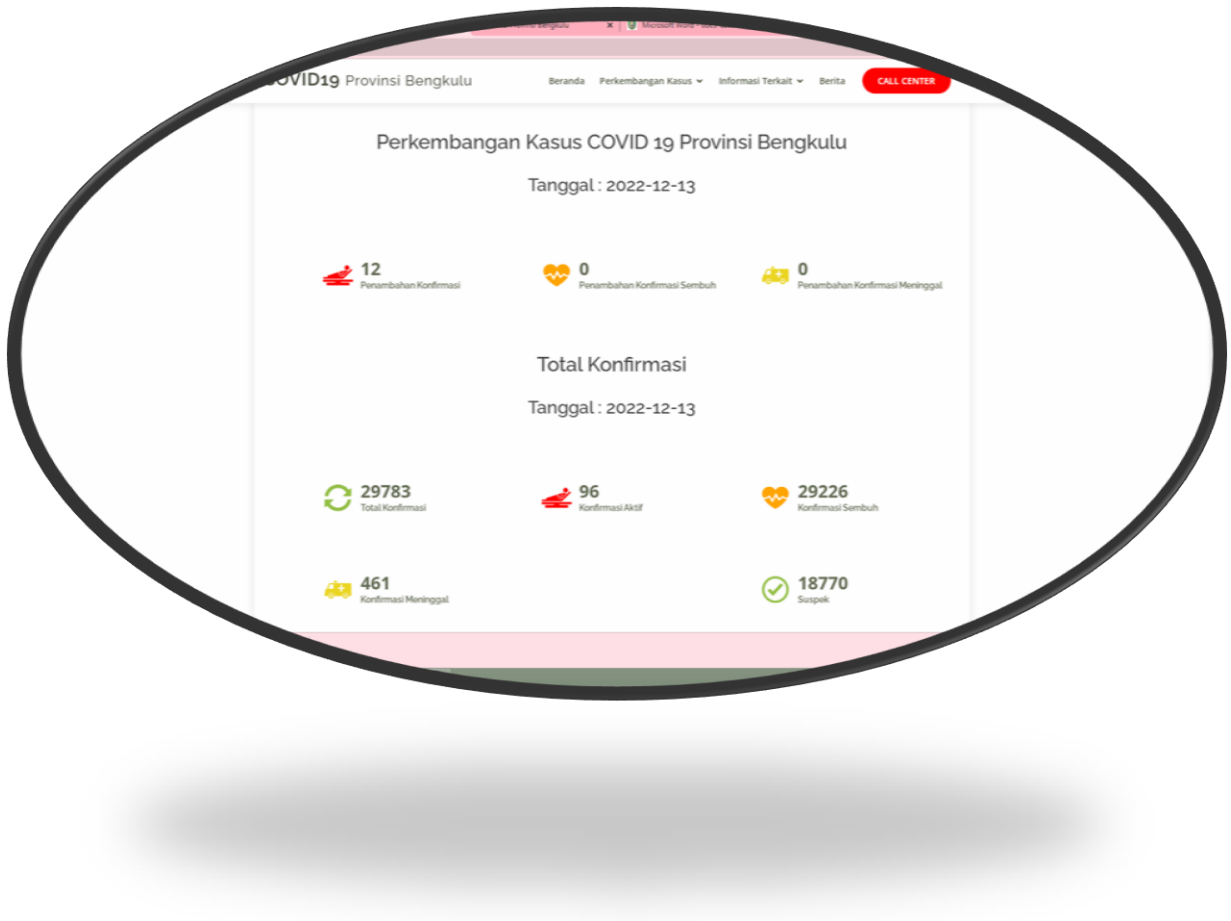 COVID19 Provinsi Bengkulu
Beranda Perkembangan Kasus Informasi Terkait Berita CALL CENTER
Perkembangan Kasus COVID 19 Provinsi Bengkulu
Tanggal : 2022-12-13
12
Penambahan Konfirmasi
0
Penambahan Konfirmasi Sembuh
0
Penambahan Konfirmasi Meninggal
Total Konfirmasi
Tanggal : 2022-12-13
29783
Total Konfirmasi
96
Konfirmasi Aktif
29226
Konfirmasi Sembuh
461
Konfirmasi Meninggal
18770
Suspek